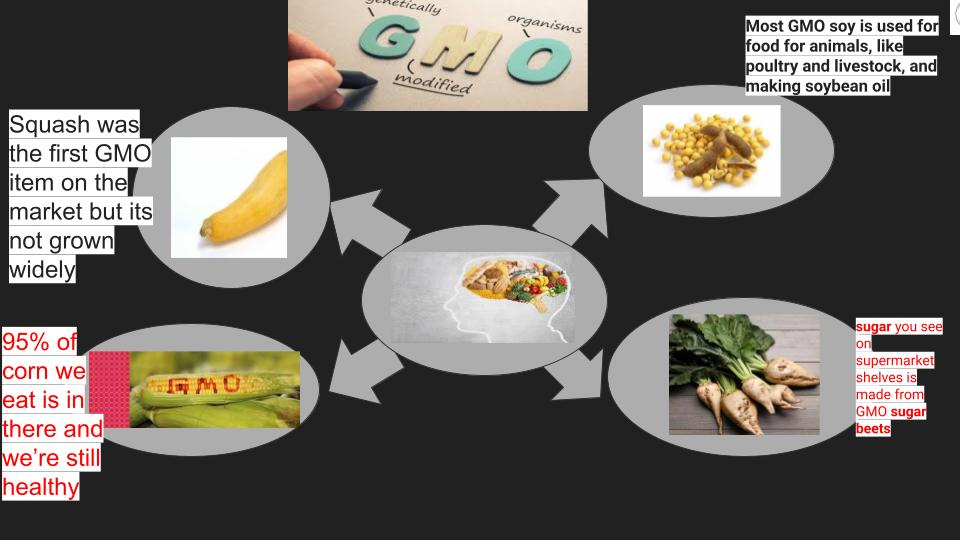 genetically
organisms
GMO
modified
Most GMO soy is used for
food for animals, like
poultry and livestock, and
making soybean oil
Squash was
the first GMO
item on the
market but its
not grown
widely
95% of
corn we
eat is in
there and
we're still
healthy
GMO
sugar you see
on
supermarket
shelves is
made from
GMO sugar
beets